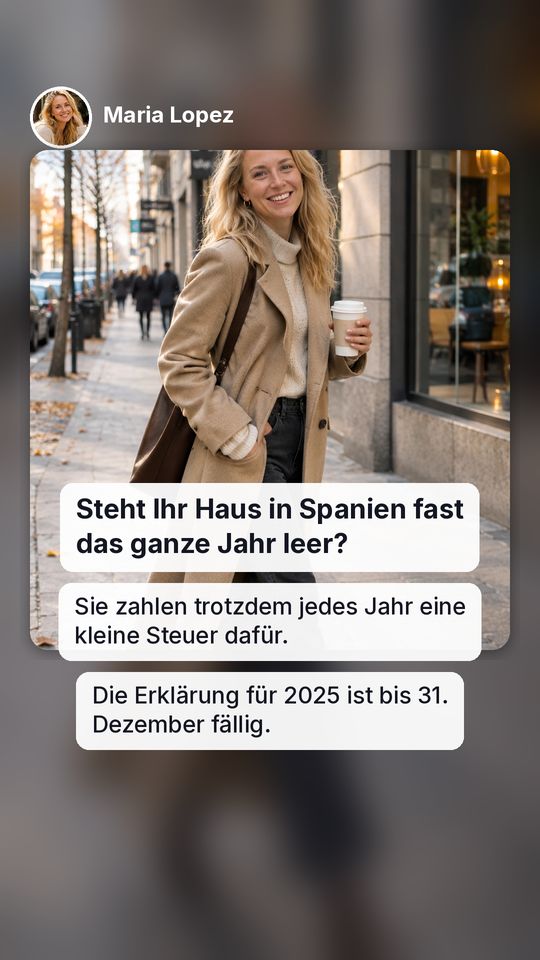 Maria Lopez
Steht Ihr Haus in Spanien fast
das ganze Jahr leer?
Sie zahlen trotzdem jedes Jahr eine
kleine Steuer dafür.
Die Erklärung für 2025 ist bis 31.
Dezember fällig.